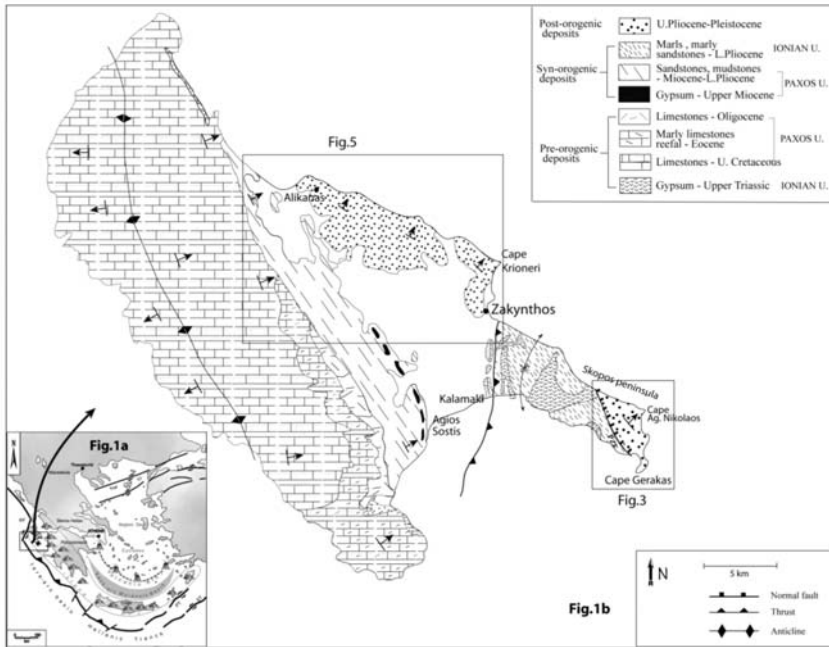 Post-orogenic
deposits
U.Pliocene-Pleistocene
Syn-orogenic
deposits
Marls , marly
sandstones - L.Pliocene
IONIAN U.
Sandstones, mudstones -
Miocene-L.Pliocene
PAXOS U.
Gypsum - Upper Miocene
Pre-orogenic
deposits
Limestones - Oligocene
Marly limestones
reefal - Eocene
PAXOS U.
Limestones - U. Cretaceous
Gypsum - Upper Triassic
IONIAN U.
Fig.5
Alikanas
Cape
Krioneri
Zakynthos
Skopos peninsula
Kalamaki
Cape
Ag. Nikolaos
Agios
Sostis
Cape Gerakas
Fig.3
Fig.1a
N
Fig.1b
N
5 km
Normal fault
Thrust
Anticline